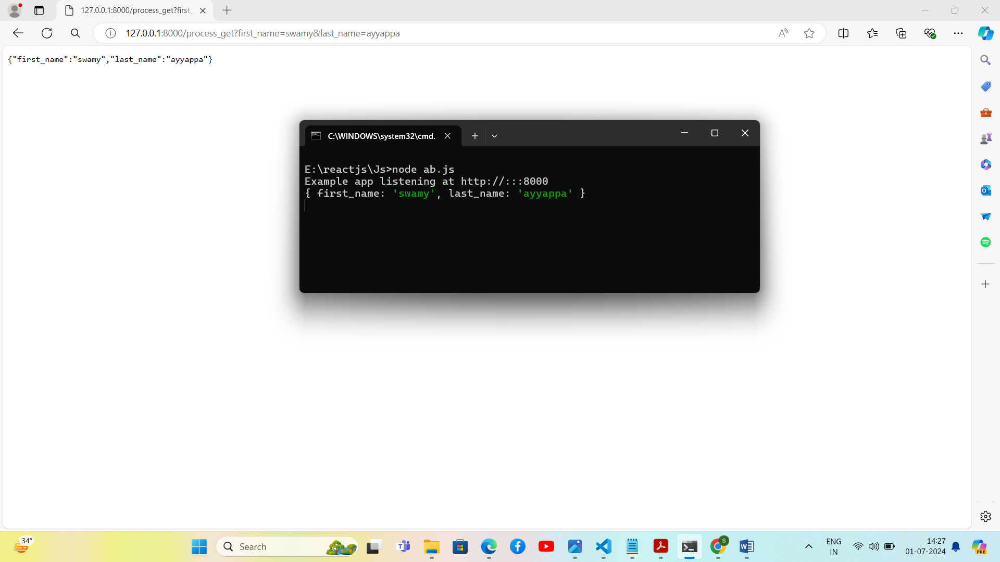 127.0.0.1:8000/process_get?first_
127.0.0.1:8000/process_get?first_name=swamy&last_name=ayyappa
{"first_name":"swamy","last_name":"ayyappa"}
C:\WINDOWS\system32\cmd.
E:\reactjs\Js>node ab.js
Example app listening at http://:::8000
{ first_name: 'swamy', last_name: 'ayyappa' }
34°
Search
S
ENG
IN
14:27
01-07-2024
PRE